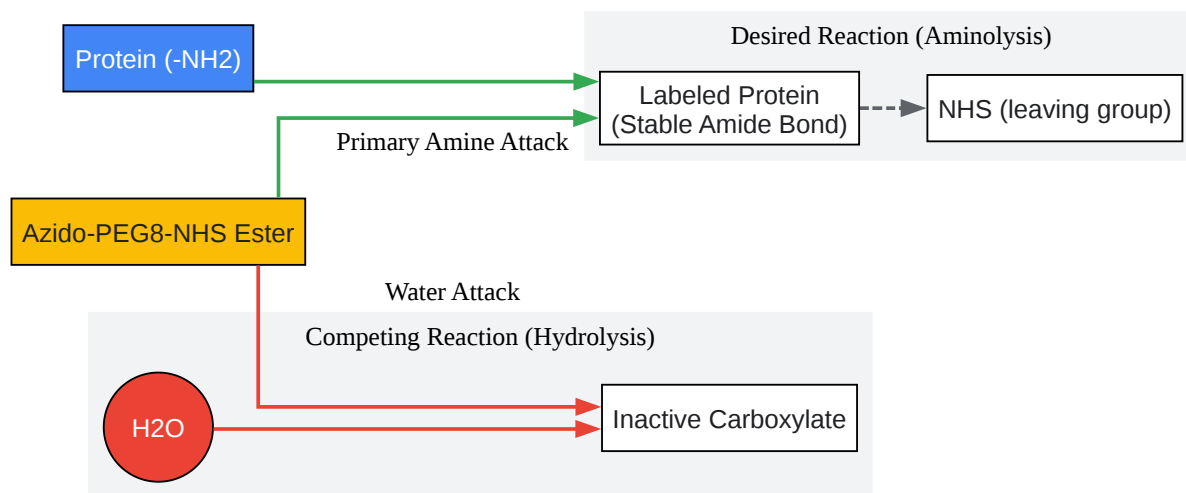 Desired Reaction (Aminolysis)
Protein (-NH2)
Labeled Protein
(Stable Amide Bond)
NHS (leaving group)
Primary Amine Attack
Azido-PEG8-NHS Ester
Water Attack
Competing Reaction (Hydrolysis)
H2O
Inactive Carboxylate